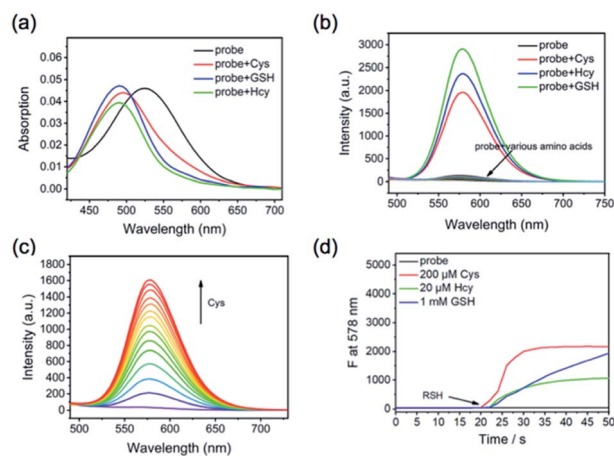 (a)
probe
probe+Cys
probe+GSH
probe+Hcy
0.06
0.05
0.04
0.03
0.02
0.01
0.00
Absorption
450 500 550 600 650 700
Wavelength (nm)
(b)
probe
probe+Cys
probe+Hcy
probe+GSH
probe+various amino acids
3000
2500
2000
1500
1000
500
0
Intensity (a.u.)
500 550 600 650 700 750
Wavelength (nm)
(c)
Cys
1800
1600
1400
1200
1000
800
600
400
200
0
Intensity (a.u.)
500 550 600 650 700
Wavelength (nm)
(d)
probe
200 μM Cys
20 μM Hcy
1 mM GSH
RSH
5000
4000
3000
2000
1000
0
F at 578 nm
0 5 10 15 20 25 30 35 40 45 50
Time / s